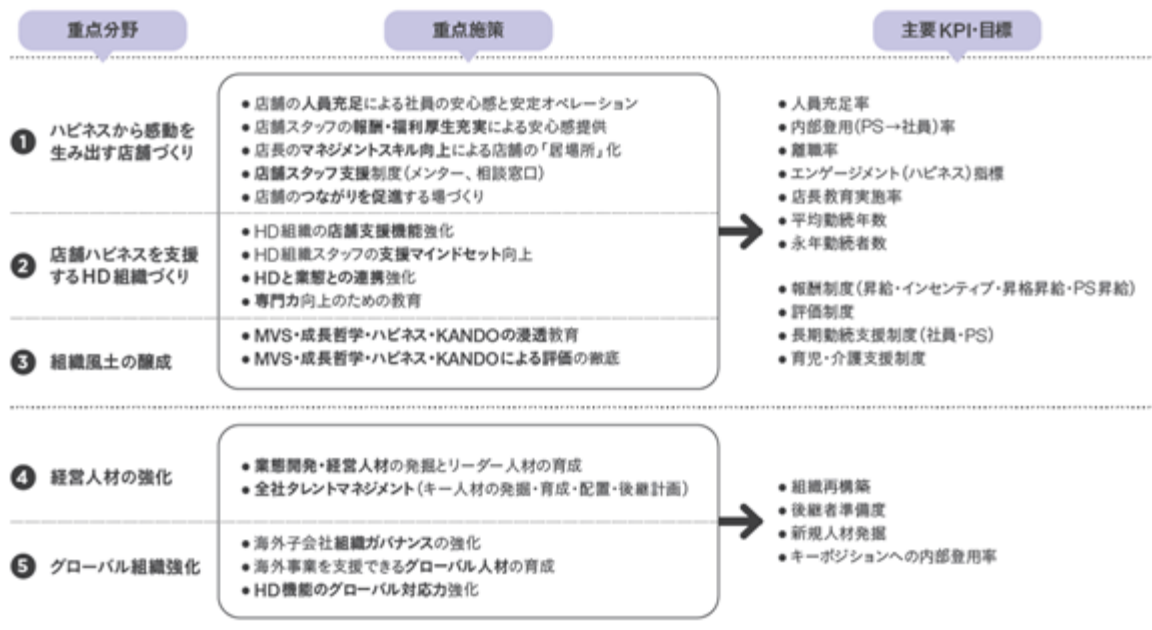 重点分野
重点施策
主要KPI・目標
❶ ハピネスから感動を
生み出す店舗づくり
● 店舗の人員充足による社員の安心感と安定オペレーション
● 店舗スタッフの報酬・福利厚生充実による安心感提供
● 店長のマネジメントスキル向上による店舗の「居場所」化
● 店舗スタッフ支援制度(メンター、相談窓口)
● 店舗のつながりを促進する場づくり
❷ 店舗ハピネスを支援
するHD組織づくり
● HD組織の店舗支援機能強化
● HD組織スタッフの支援マインドセット向上
● HDと業態との連携強化
● 専門力向上のための教育
❸ 組織風土の醸成
● MVS・成長哲学・ハピネス・KANDOの浸透教育
● MVS・成長哲学・ハピネス・KANDOによる評価の徹底
● 人員充足率
● 内部登用(PS→社員)率
● 離職率
● エンゲージメント(ハピネス)指標
● 店長教育実施率
● 平均勤続年数
● 永年勤続者数
● 報酬制度(昇給・インセンティブ・昇格昇給・PS昇給)
● 評価制度
● 長期勤続支援制度(社員・PS)
● 育児・介護支援制度
❹ 経営人材の強化
● 業態開発・経営人材の発掘とリーダー人材の育成
● 全社タレントマネジメント(キー人材の発掘・育成・配置・後継計画)
❺ グローバル組織強化
● 海外子会社組織ガバナンスの強化
● 海外事業を支援できるグローバル人材の育成
● HD機能のグローバル対応力強化
● 組織再構築
● 後継者準備度
● 新規人材発掘
● キーポジションへの内部登用率